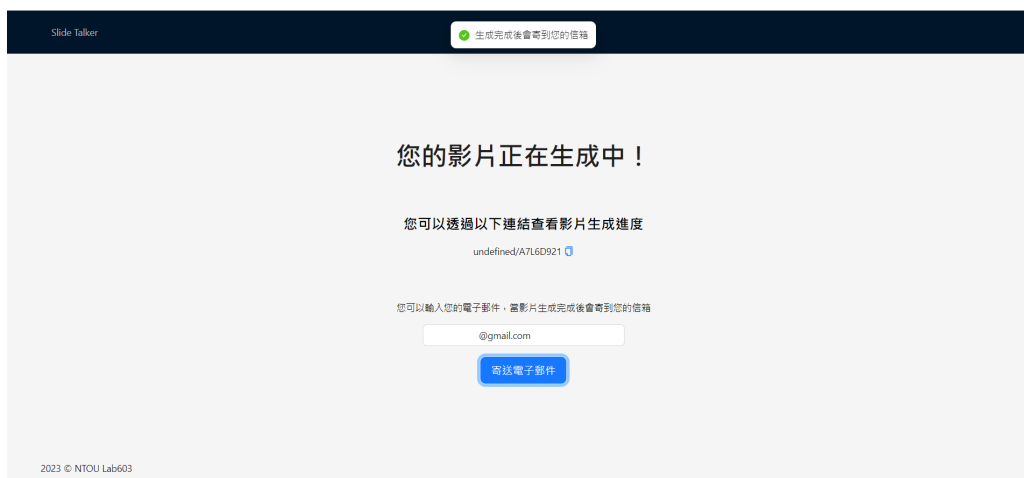 Slide Talker
生成完成後會寄到您的信箱
您的影片正在生成中！
您可以透過以下連結查看影片生成進度
undefined/A7L6D921
您可以輸入您的電子郵件，當影片生成完成後會寄到您的信箱
@gmail.com
寄送電子郵件
2023 © NTOU Lab603